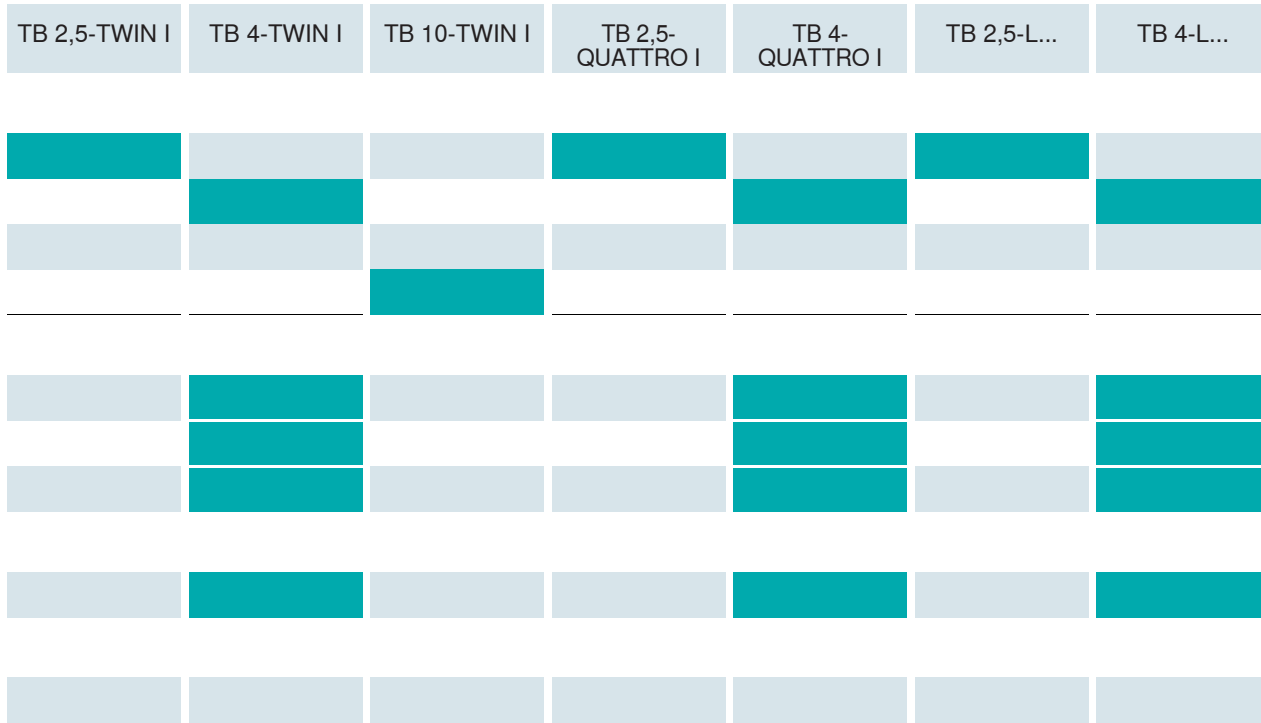 TB 2,5-TWIN I
TB 4-TWIN I
TB 10-TWIN I
TB 2,5-
QUATTRO I
TB 4-
QUATTRO I
TB 2,5-L...
TB 4-L...